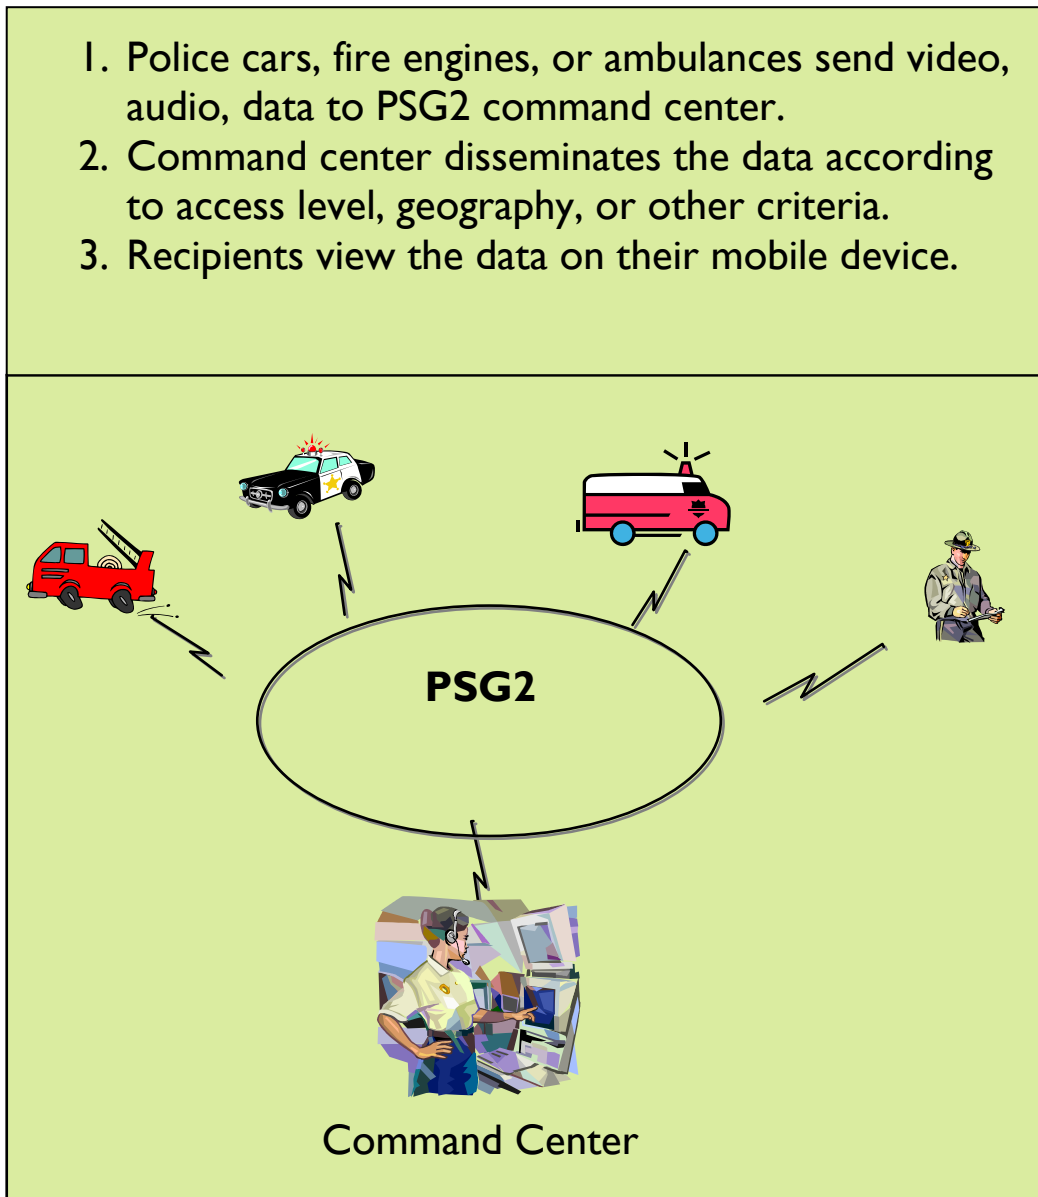 1. Police cars, fire engines, or ambulances send video,
audio, data to PSG2 command center.
2. Command center disseminates the data according
to access level, geography, or other criteria.
3. Recipients view the data on their mobile device.
PSG2
Command Center